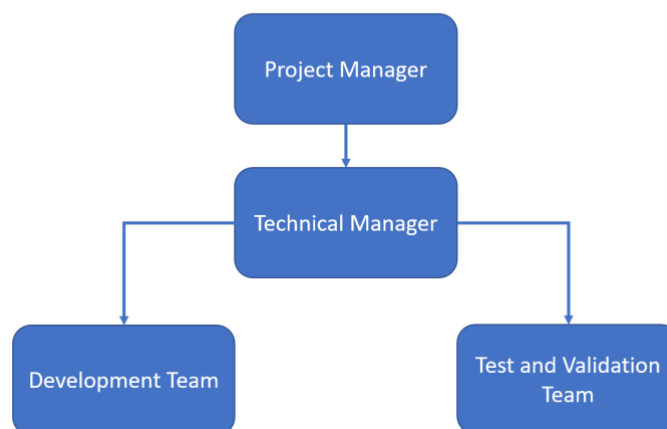 Project Manager
Technical Manager
Development Team
Test and Validation
Team